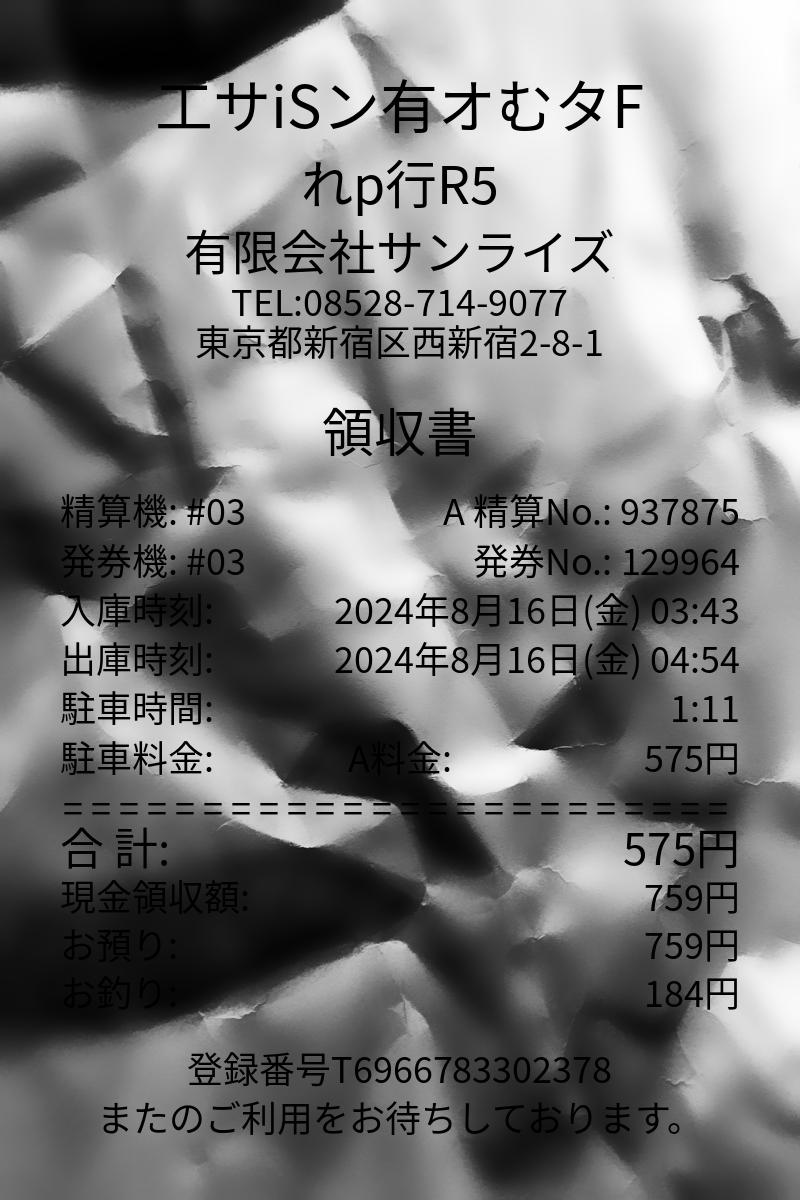 エサiSン有オむタF
れp行R5
有限会社サンライズ
TEL:08528-714-9077
東京都新宿区西新宿2-8-1
領収書
精算機: #03 A 精算No.: 937875
発券機: #03 発券No.: 129964
入庫時刻: 2024年8月16日(金) 03:43
出庫時刻: 2024年8月16日(金) 04:54
駐車時間: 1:11
駐車料金: A料金: 575円
========================
合 計: 575円
現金領収額: 759円
お預り: 759円
お釣り: 184円
登録番号T6966783302378
またのご利用をお待ちしております。